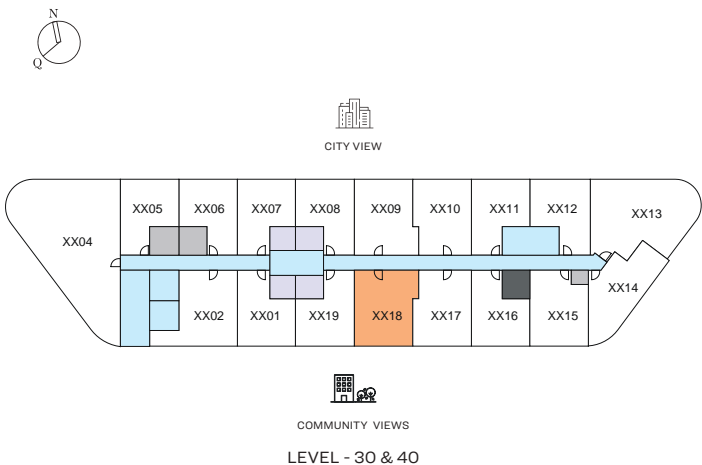 N
Q
CITY VIEW
XX05
XX06
XX07
XX08
XX09
XX10
XX11
XX12
XX13
XX04
XX14
XX02
XX01
XX19
XX18
XX17
XX16
XX15
COMMUNITY VIEWS
LEVEL - 30 & 40